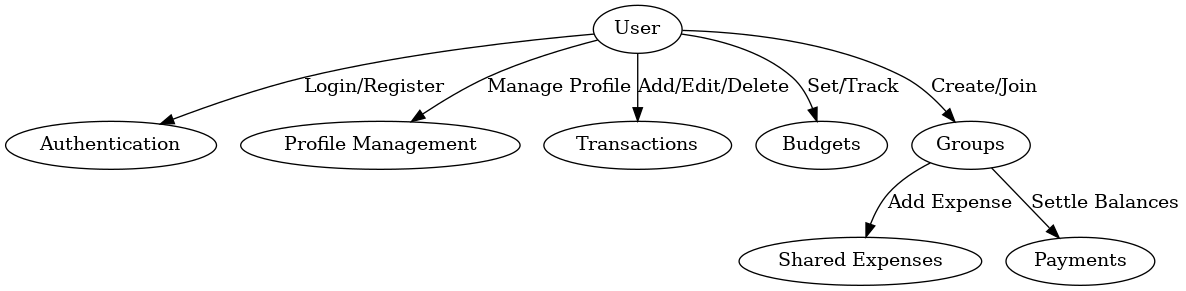 User
Login/Register
Manage Profile
Add/Edit/Delete
Set/Track
Create/Join
Authentication
Profile Management
Transactions
Budgets
Groups
Add Expense
Settle Balances
Shared Expenses
Payments